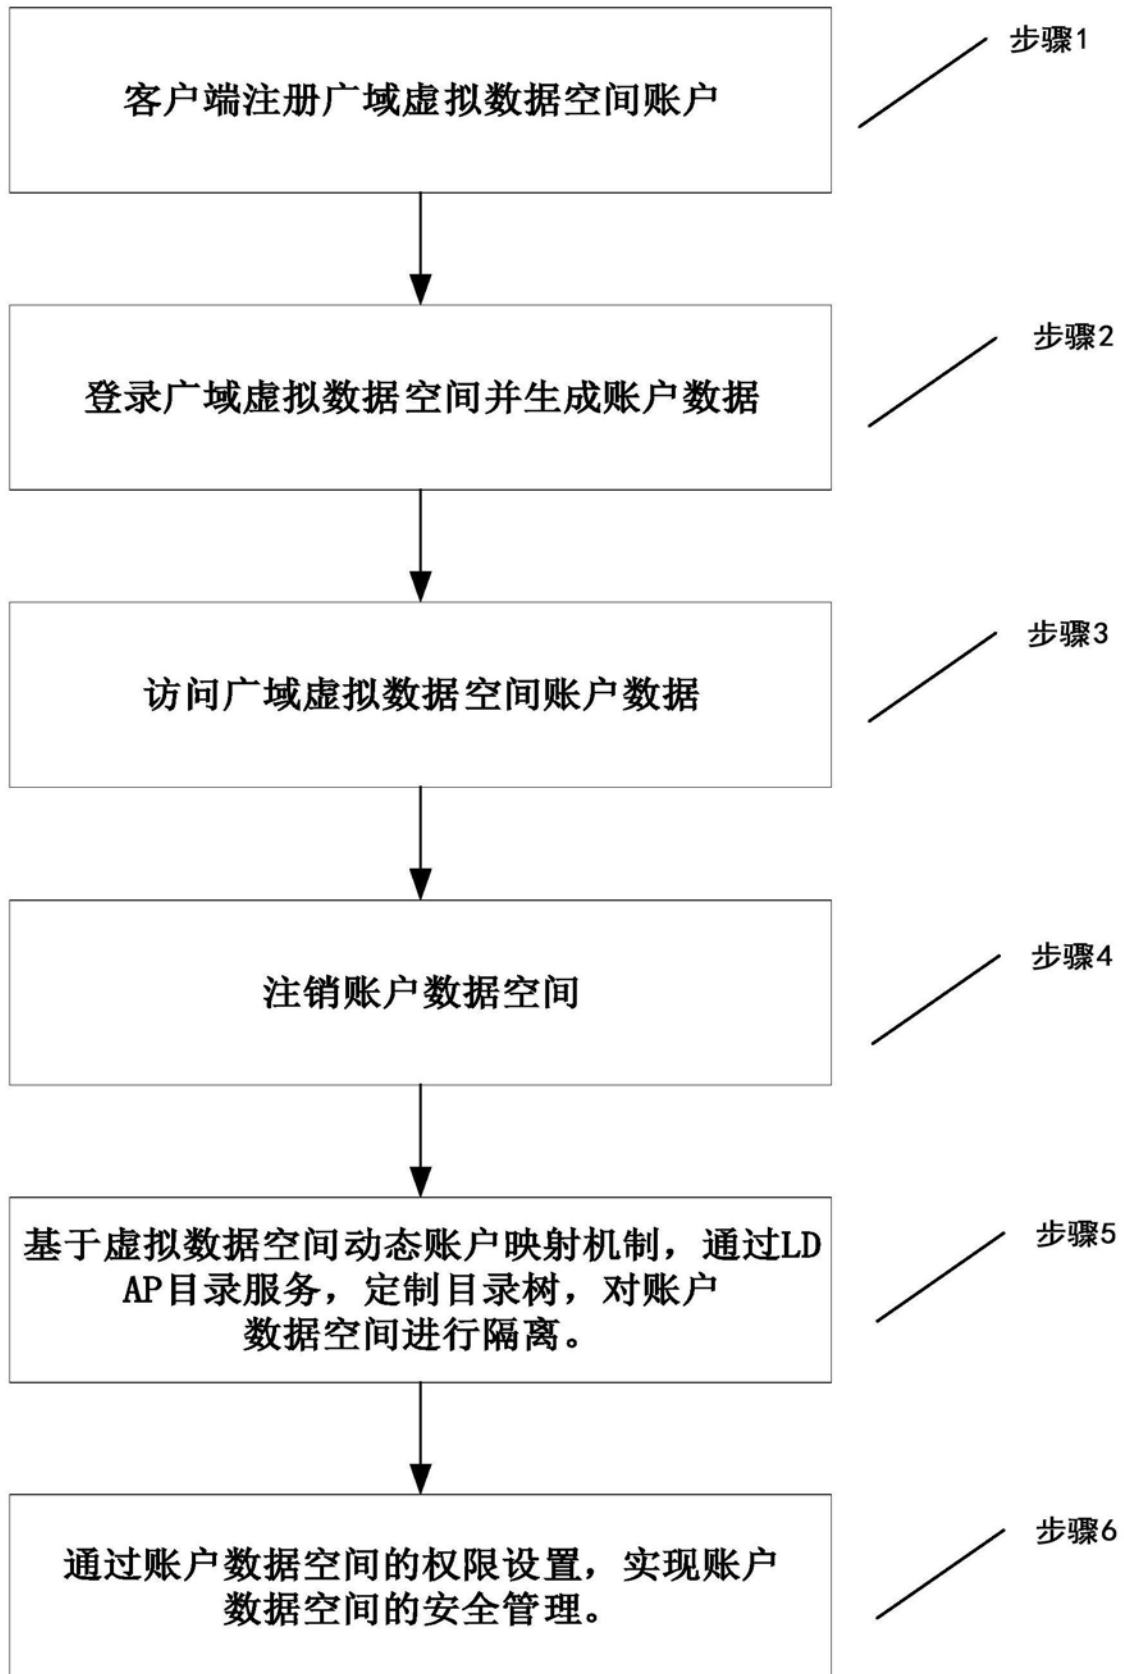 客户端注册广域虚拟数据空间账户
步骤1
登录广域虚拟数据空间并生成账户数据
步骤2
访问广域虚拟数据空间账户数据
步骤3
注销账户数据空间
步骤4
基于虚拟数据空间动态账户映射机制，通过LD
AP目录服务，定制目录树，对账户
数据空间进行隔离。
步骤5
通过账户数据空间的权限设置，实现账户
数据空间的安全管理。
步骤6